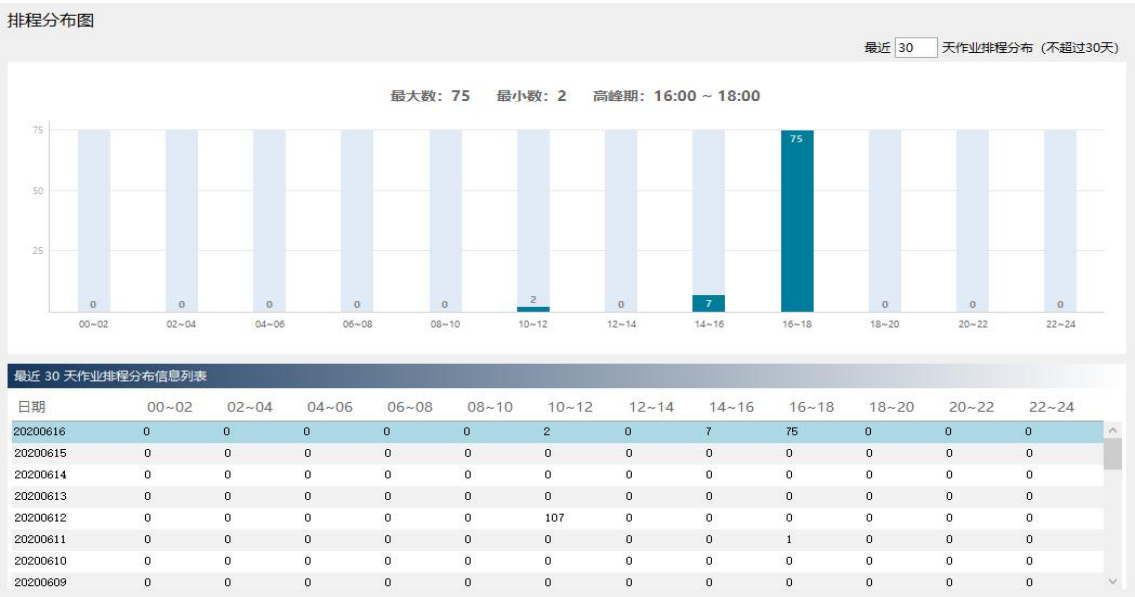 排程分布图
最近 30 天作业排程分布（不超过30天）
最大数：75 最小数：2 高峰期：16:00 ~ 18:00
75
50
25
0 0 0 0 0 2 0 7 75 0 0 0
00~02 02~04 04~06 06~08 08~10 10~12 12~14 14~16 16~18 18~20 20~22 22~24
最近 30 天作业排程分布信息列表
日期 00~02 02~04 04~06 06~08 08~10 10~12 12~14 14~16 16~18 18~20 20~22 22~24
20200616 0 0 0 0 0 2 0 7 75 0 0 0
20200615 0 0 0 0 0 0 0 0 0 0 0 0
20200614 0 0 0 0 0 0 0 0 0 0 0 0
20200613 0 0 0 0 0 0 0 0 0 0 0 0
20200612 0 0 0 0 0 107 0 0 0 0 0 0
20200611 0 0 0 0 0 0 0 0 1 0 0 0
20200610 0 0 0 0 0 0 0 0 0 0 0 0
20200609 0 0 0 0 0 0 0 0 0 0 0 0